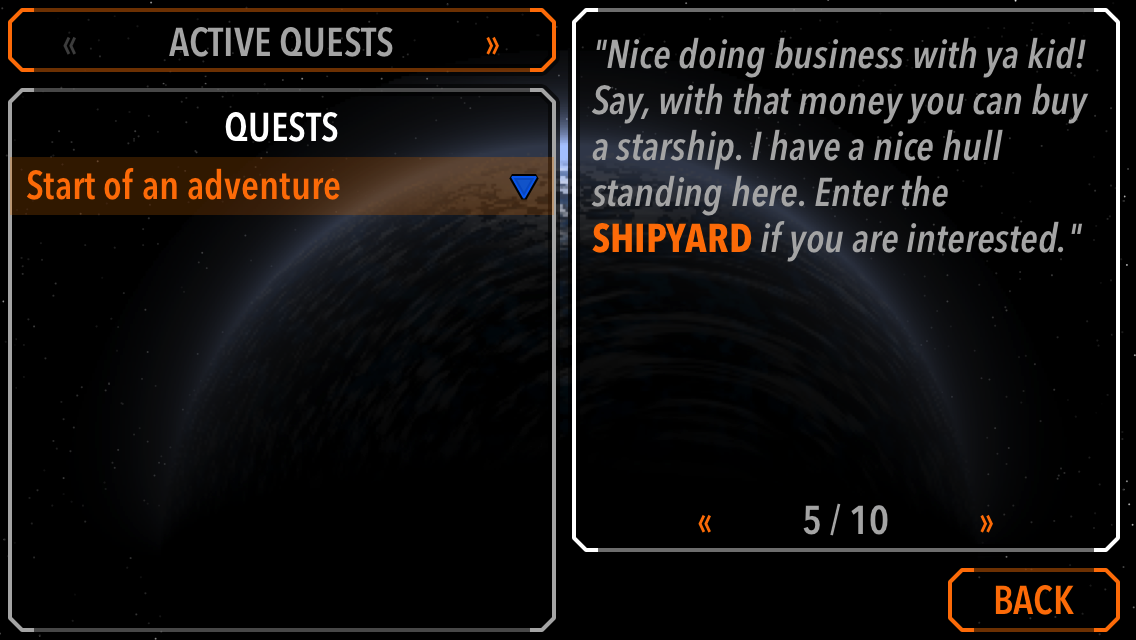 « ACTIVE QUESTS »
QUESTS
Start of an adventure
"Nice doing business with ya kid!
Say, with that money you can buy
a starship. I have a nice hull
standing here. Enter the
SHIPYARD if you are interested."
« 5 / 10 »
BACK